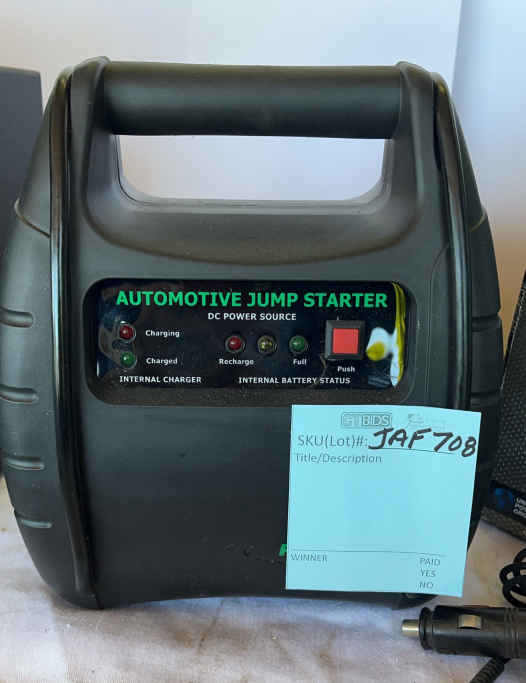 AUTOMOTIVE JUMP STARTER
DC POWER SOURCE
Charging
Charged
Recharge
Full
Push
INTERNAL CHARGER
INTERNAL BATTERY STATUS
BIDS
SKU(Lot)#: JAF708
Title/Description
WINNER
PAID
YES
NO